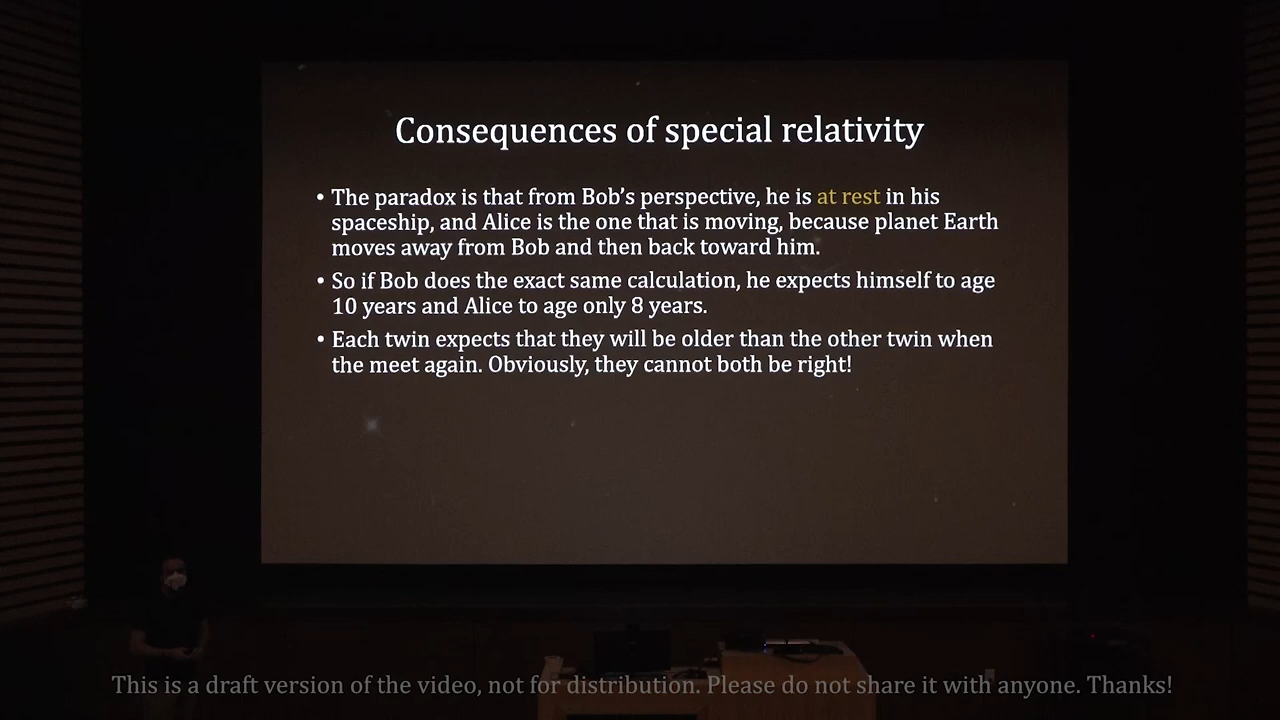 Consequences of special relativity
• The paradox is that from Bob's perspective, he is at rest in his
spaceship, and Alice is the one that is moving, because planet Earth
moves away from Bob and then back toward him.
• So if Bob does the exact same calculation, he expects himself to age
10 years and Alice to age only 8 years.
• Each twin expects that they will be older than the other twin when
the meet again. Obviously, they cannot both be right!
This is a draft version of the video, not for distribution. Please do not share it with anyone. Thanks!